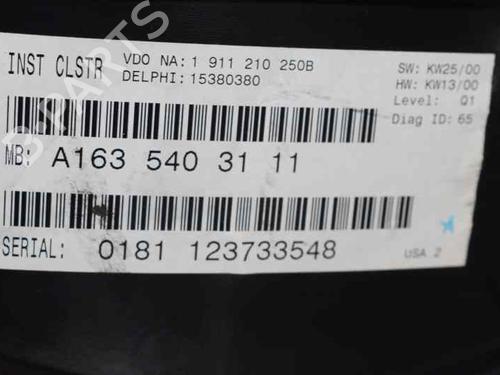 INST CLSTR
VDO NA: 1 911 210 250B
DELPHI: 15380380
SW: KW25/00
HW: KW13/00
Level: Q1
Diag ID: 65
MB: A163 540 31 11
SERIAL: 0181 123733548
USA 2